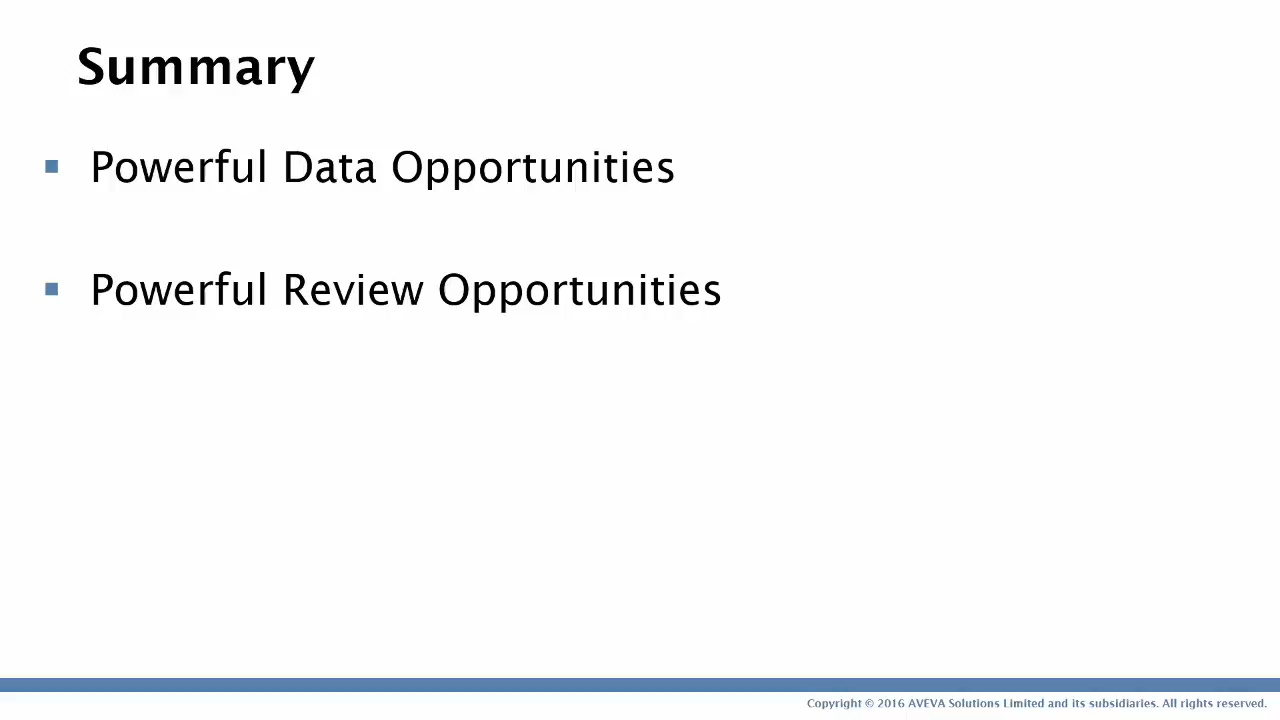 Summary
Powerful Data Opportunities
Powerful Review Opportunities
Copyright © 2016 AVEVA Solutions Limited and its subsidiaries. All rights reserved.